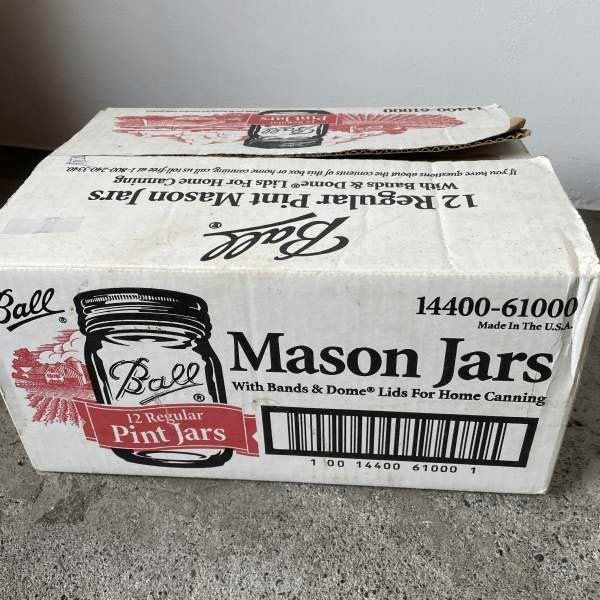 14400-61000
Pint Jars
Ball
If you have questions about the contents of this box or home canning, call us toll-free at 1-800-240-3340.
With Bands & Dome® Lids For Home Canning
12 Regular Pint Mason Jars
Ball®
Ball®
14400-61000
Made In The U.S.A.
Mason Jars
With Bands & Dome® Lids For Home Canning
Ball®
12 Regular
Pint Jars
1 00 14400 61000 1